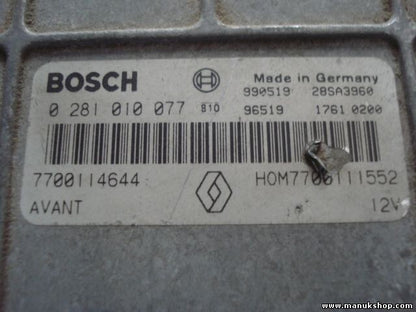 BOSCH
Made in Germany
990519 28SA3960
0 281 010 077 810
96519 1761 0200
7700114644
HOM7700111552
AVANT
12V
www.manukshop.com